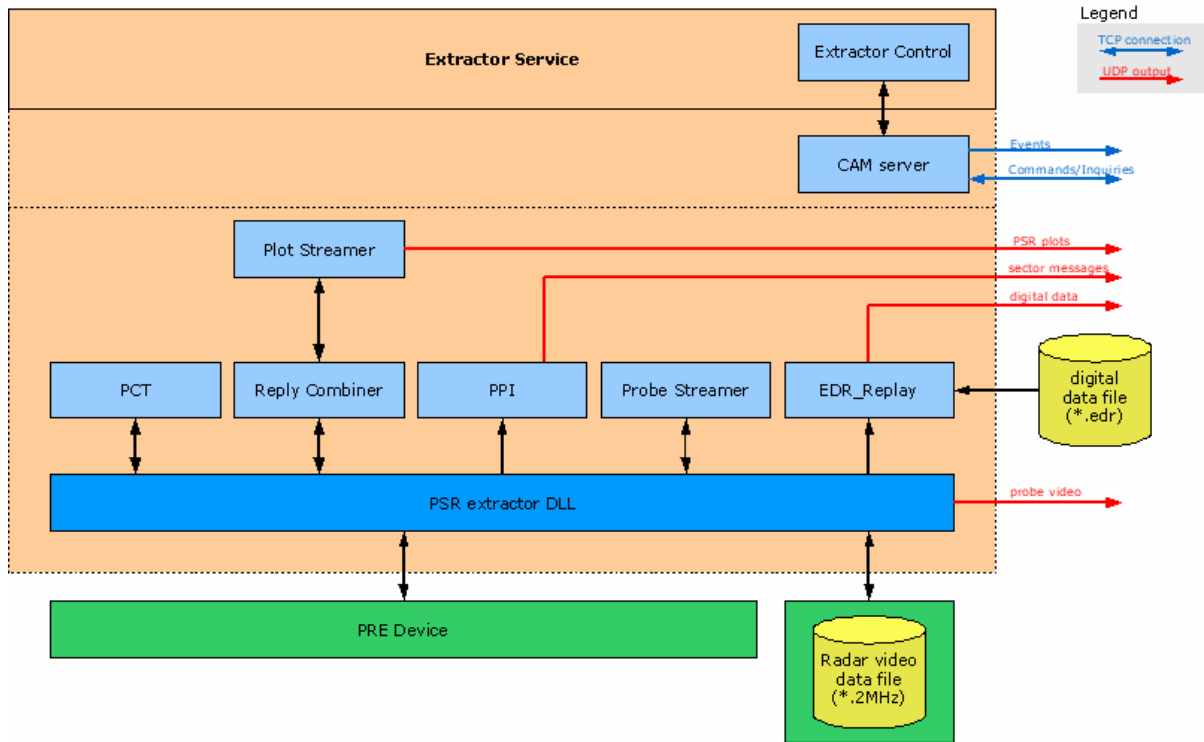 Legend
TCP connection
UDP output
Extractor Service
Extractor Control
CAM server
Events
Commands/Inquiries
Plot Streamer
PSR plots
sector messages
digital data
PCT
Reply Combiner
PPI
Probe Streamer
EDR_Replay
digital
data file
(*.edr)
PSR extractor DLL
probe video
PRE Device
Radar video
data file
(*.2MHz)